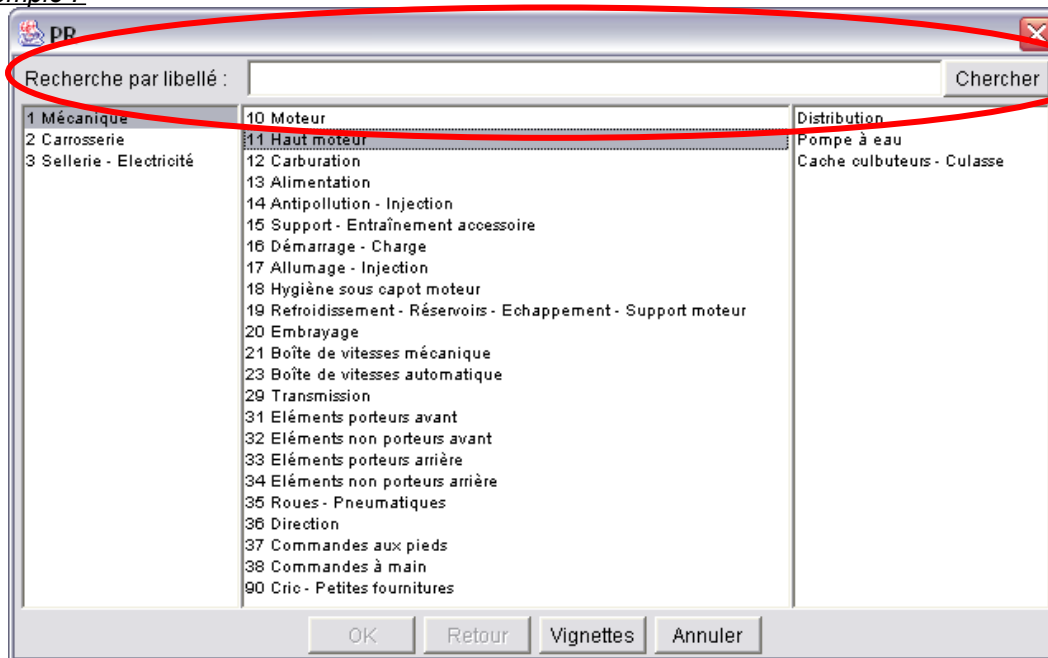 PR
Recherche par libellé :
Chercher
1 Mécanique
2 Carrosserie
3 Sellerie - Electricité
10 Moteur
11 Haut moteur
12 Carburation
13 Alimentation
14 Antipollution - Injection
15 Support - Entraînement accessoire
16 Démarrage - Charge
17 Allumage - Injection
18 Hygiène sous capot moteur
19 Refroidissement - Réservoirs - Echappement - Support moteur
20 Embrayage
21 Boîte de vitesses mécanique
23 Boîte de vitesses automatique
29 Transmission
31 Eléments porteurs avant
32 Eléments non porteurs avant
33 Eléments porteurs arrière
34 Eléments non porteurs arrière
35 Roues - Pneumatiques
36 Direction
37 Commandes aux pieds
38 Commandes à main
90 Cric - Petites fournitures
Distribution
Pompe à eau
Cache culbuteurs - Culasse
OK
Retour
Vignettes
Annuler